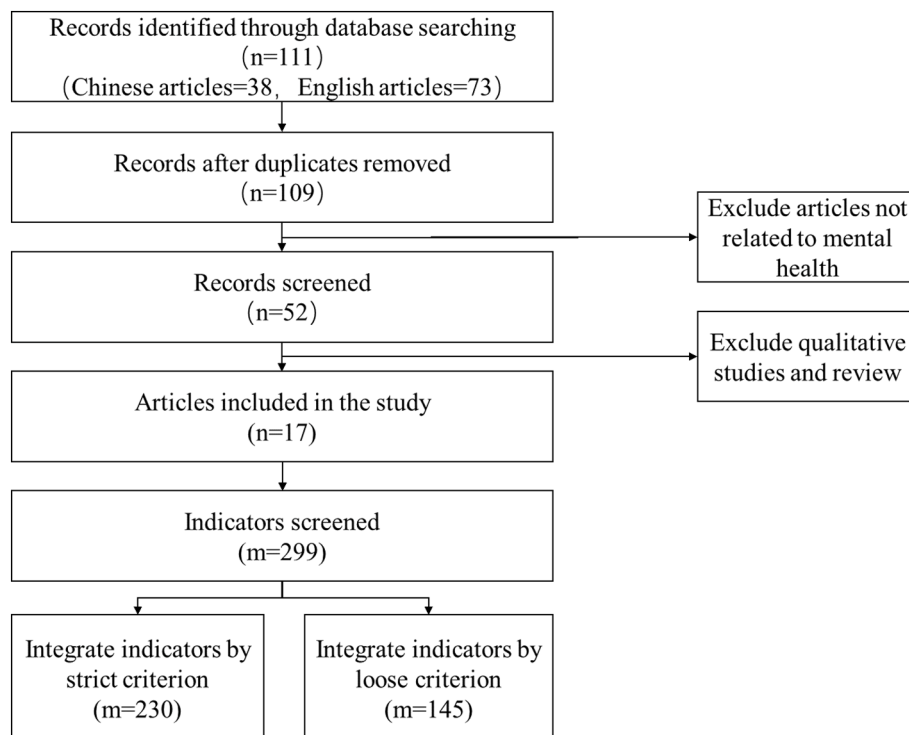 Records identified through database searching
（n=111）
（Chinese articles=38， English articles=73）
Records after duplicates removed
（n=109）
Exclude articles not
related to mental
health
Records screened
（n=52）
Exclude qualitative
studies and review
Articles included in the study
(n=17)
Indicators screened
(m=299)
Integrate indicators by
strict criterion
(m=230)
Integrate indicators by
loose criterion
(m=145)